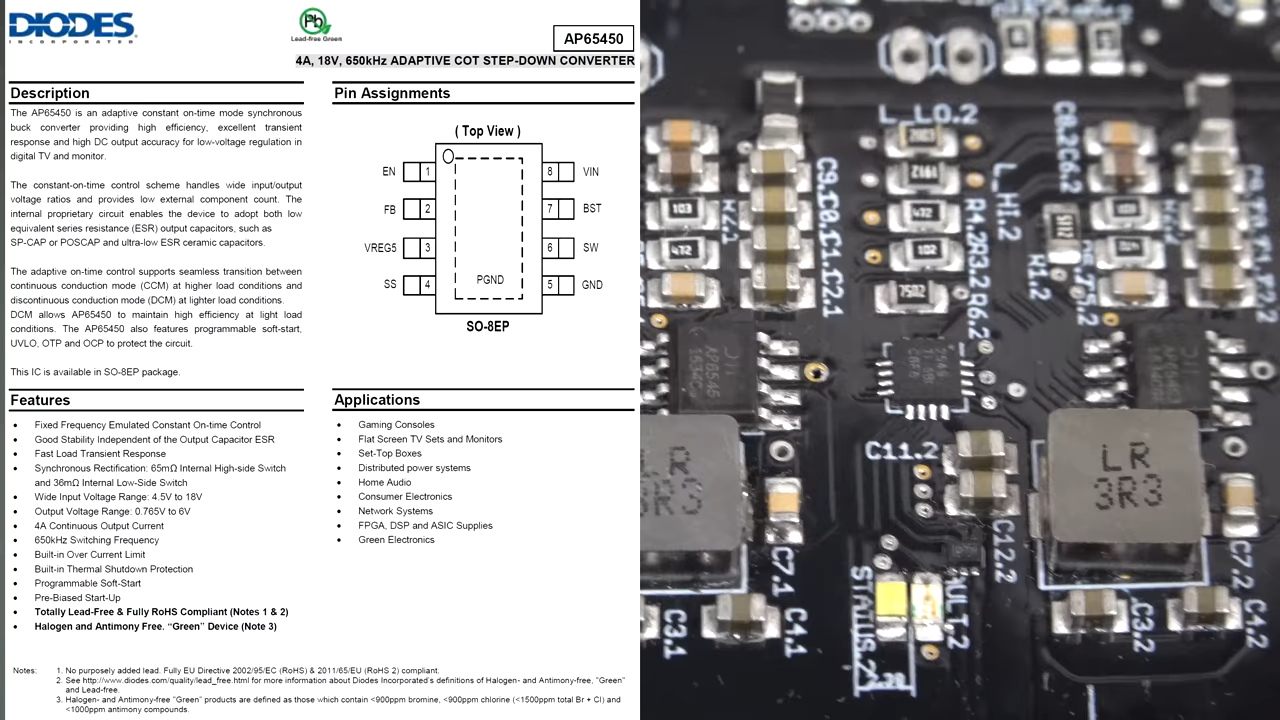 DIODES
INCORPORATED
Pb
Lead-free Green
AP65450
4A, 18V, 650kHz ADAPTIVE COT STEP-DOWN CONVERTER
Description
The AP65450 is an adaptive constant on-time mode synchronous
buck converter providing high efficiency, excellent transient
response and high DC output accuracy for low-voltage regulation in
digital TV and monitor.
The constant-on-time control scheme handles wide input/output
voltage ratios and provides low external component count. The
internal proprietary circuit enables the device to adopt both low
equivalent series resistance (ESR) output capacitors, such as
SP-CAP or POSCAP and ultra-low ESR ceramic capacitors.
The adaptive on-time control supports seamless transition between
continuous conduction mode (CCM) at higher load conditions and
discontinuous conduction mode (DCM) at lighter load conditions.
DCM allows AP65450 to maintain high efficiency at light load
conditions. The AP65450 also features programmable soft-start,
UVLO, OTP and OCP to protect the circuit.
This IC is available in SO-8EP package.
Pin Assignments
( Top View )
EN 1 8 VIN
FB 2 7 BST
VREG5 3 6 SW
SS 4 5 GND
PGND
SO-8EP
Features
• Fixed Frequency Emulated Constant On-time Control
• Good Stability Independent of the Output Capacitor ESR
• Fast Load Transient Response
• Synchronous Rectification: 65mΩ Internal High-side Switch
and 36mΩ Internal Low-Side Switch
• Wide Input Voltage Range: 4.5V to 18V
• Output Voltage Range: 0.765V to 6V
• 4A Continuous Output Current
• 650kHz Switching Frequency
• Built-in Over Current Limit
• Built-in Thermal Shutdown Protection
• Programmable Soft-Start
• Pre-Biased Start-Up
• Totally Lead-Free & Fully RoHS Compliant (Notes 1 & 2)
• Halogen and Antimony Free. “Green” Device (Note 3)
Applications
• Gaming Consoles
• Flat Screen TV Sets and Monitors
• Set-Top Boxes
• Distributed power systems
• Home Audio
• Consumer Electronics
• Network Systems
• FPGA, DSP and ASIC Supplies
• Green Electronics
Notes: 1. No purposely added lead. Fully EU Directive 2002/95/EC (RoHS) & 2011/65/EU (RoHS 2) compliant.
2. See http://www.diodes.com/quality/lead_free.html for more information about Diodes Incorporated's definitions of Halogen- and Antimony-free, "Green"
and Lead-free.
3. Halogen- and Antimony-free "Green" products are defined as those which contain <900ppm bromine, <900ppm chlorine (<1500ppm total Br + Cl) and
<1000ppm antimony compounds.
L_LO.2
L_HI.2
C8.2 C6.2
103
472
472
102
C11.2
C12.2
LR
3R3
C7.1
C7.2
C3.1
C4.1
C3.2
C4.2
STATUS.2